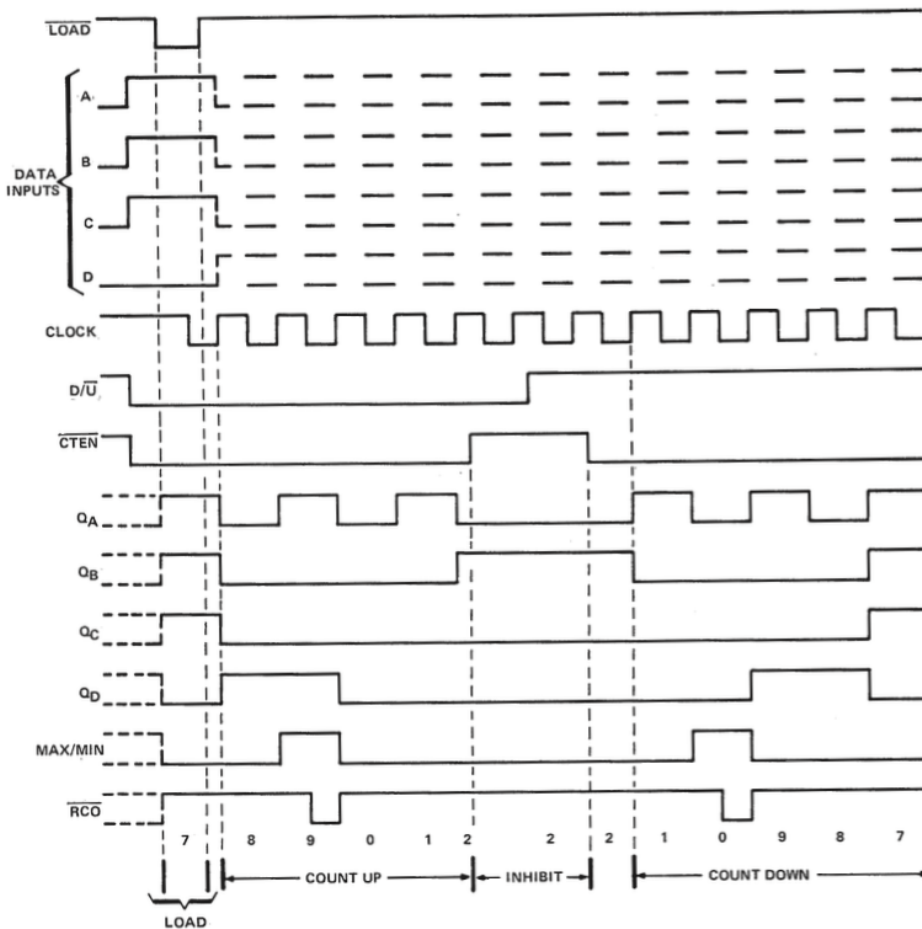 LOAD
A
B
DATA
INPUTS
C
D
CLOCK
D/U
CTEN
QA
QB
QC
QD
MAX/MIN
RCO
7 8 9 0 1 2 2 2 1 0 9 8 7
COUNT UP INHIBIT COUNT DOWN
LOAD